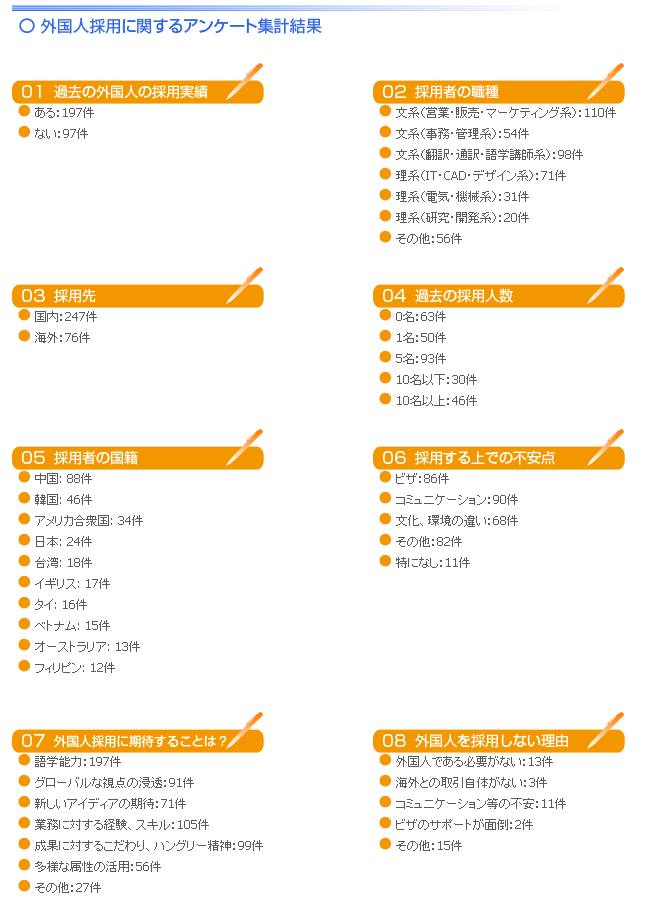 外国人採用に関するアンケート集計結果
01 過去の外国人の採用実績
ある:197件
ない:97件
02 採用者の職種
文系(営業・販売・マーケティング系):110件
文系(事務・管理系):54件
文系(翻訳・通訳・語学講師系):98件
理系(IT・CAD・デザイン系):71件
理系(電気・機械系):31件
理系(研究・開発系):20件
その他:56件
03 採用先
国内:247件
海外:76件
04 過去の採用人数
0名:63件
1名:50件
5名:93件
10名以下:30件
10名以上:46件
05 採用者の国籍
中国: 88件
韓国: 46件
アメリカ合衆国: 34件
日本: 24件
台湾: 18件
イギリス: 17件
タイ: 16件
ベトナム: 15件
オーストラリア: 13件
フィリピン: 12件
06 採用する上での不安点
ビザ:86件
コミュニケーション:90件
文化、環境の違い:68件
その他:82件
特になし:11件
07 外国人採用に期待することは?
語学能力:197件
グローバルな視点の浸透:91件
新しいアイディアの期待:71件
業務に対する経験、スキル:105件
成果に対するこだわり、ハングリー精神:99件
多様な属性の活用:56件
その他:27件
08 外国人を採用しない理由
外国人である必要がない:13件
海外との取引自体がない:3件
コミュニケーション等の不安:11件
ビザのサポートが面倒:2件
その他:15件